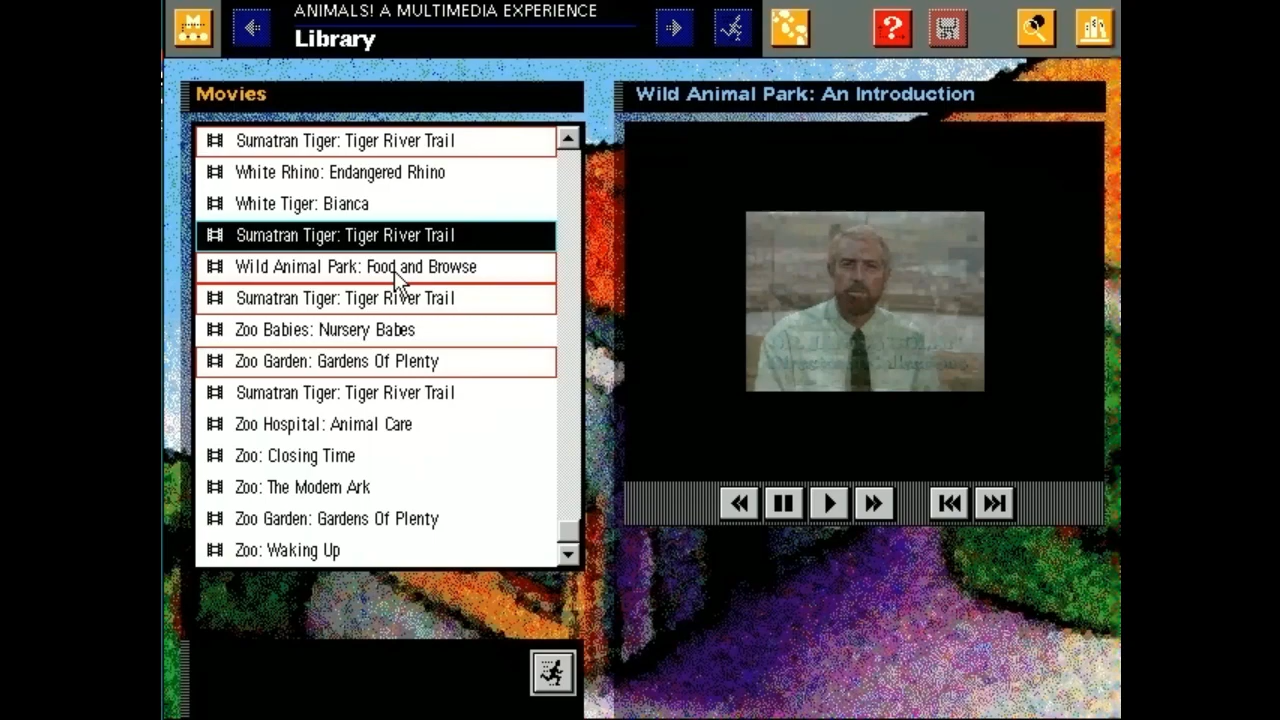 ANIMALS! A MULTIMEDIA EXPERIENCE
Library
Movies
Sumatran Tiger: Tiger River Trail
White Rhino: Endangered Rhino
White Tiger: Bianca
Sumatran Tiger: Tiger River Trail
Wild Animal Park: Food and Browse
Sumatran Tiger: Tiger River Trail
Zoo Babies: Nursery Babes
Zoo Garden: Gardens Of Plenty
Sumatran Tiger: Tiger River Trail
Zoo Hospital: Animal Care
Zoo: Closing Time
Zoo: The Modern Ark
Zoo Garden: Gardens Of Plenty
Zoo: Waking Up
Wild Animal Park: An Introduction